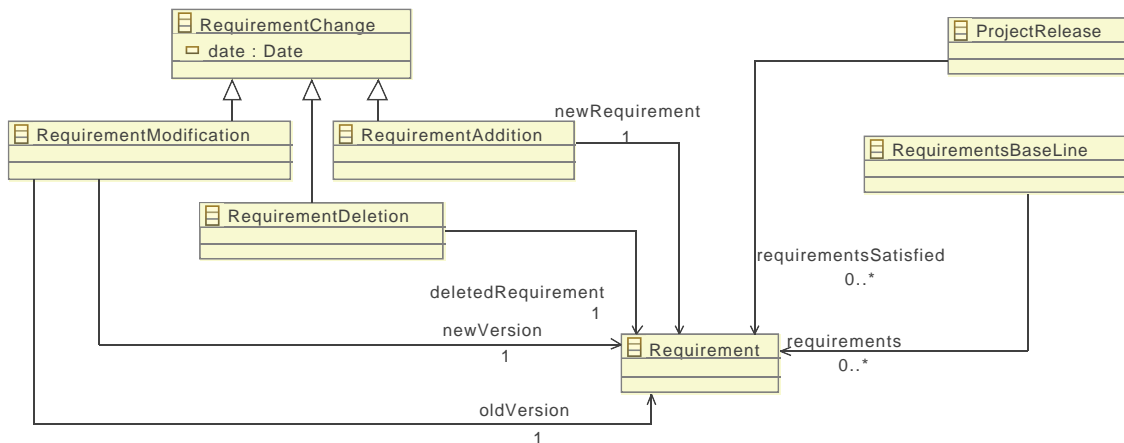 RequirementChange
date : Date
ProjectRelease
RequirementModification
RequirementAddition
newRequirement
1
RequirementsBaseLine
RequirementDeletion
requirementsSatisfied
0..*
deletedRequirement
1
newVersion
1
Requirement
requirements
0..*
oldVersion
1